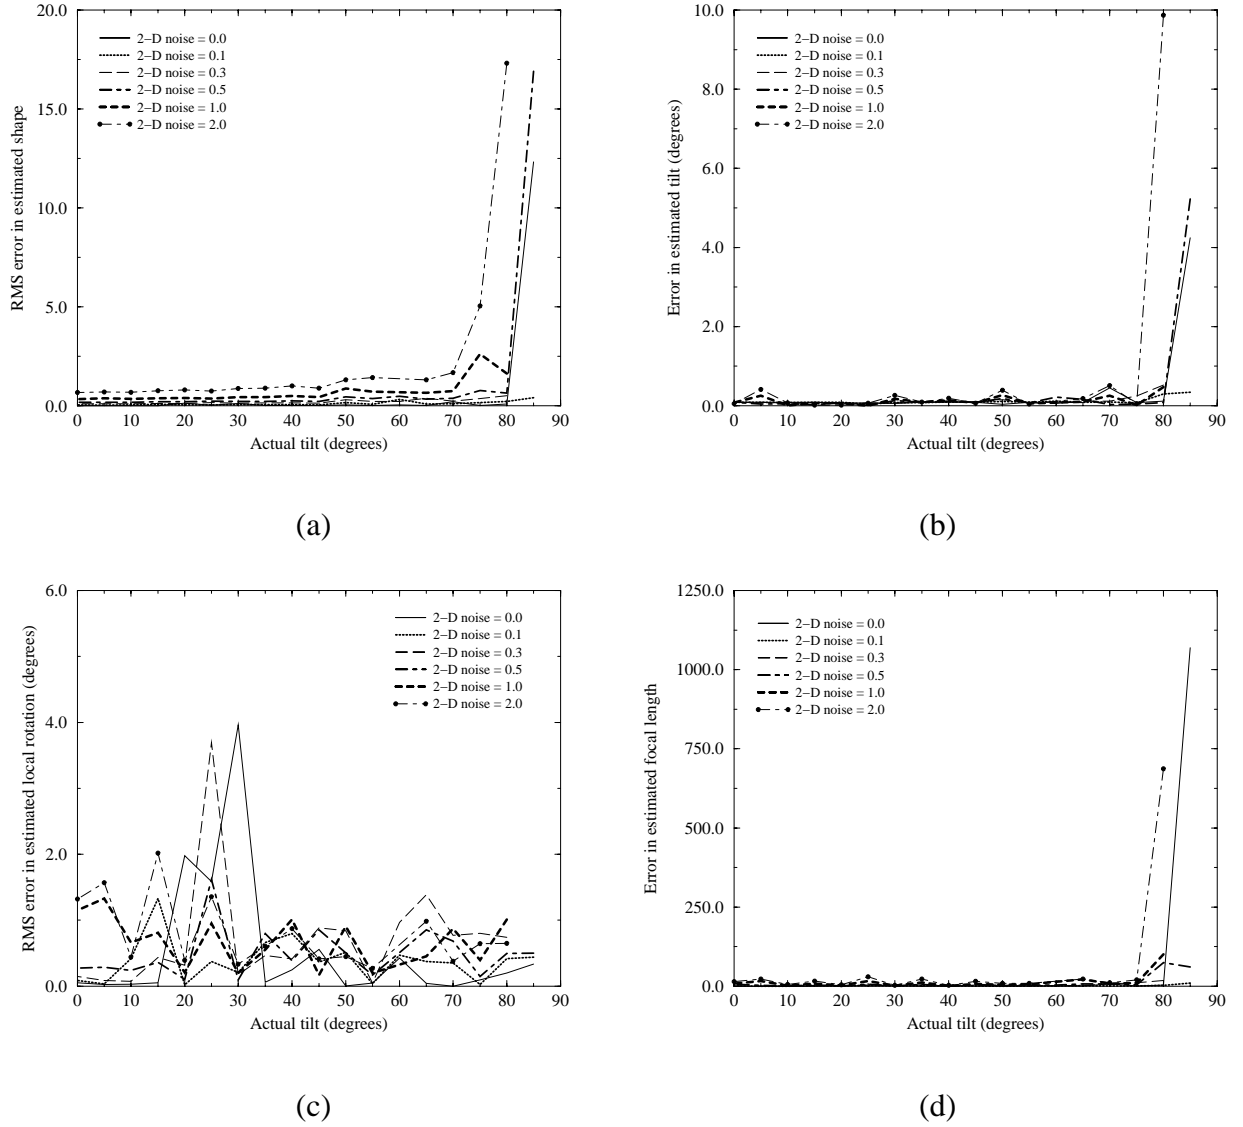 20.0
15.0
10.0
5.0
0.0
RMS error in estimated shape
2−D noise = 0.0
2−D noise = 0.1
2−D noise = 0.3
2−D noise = 0.5
2−D noise = 1.0
2−D noise = 2.0
0 10 20 30 40 50 60 70 80 90
Actual tilt (degrees)
(a)
10.0
8.0
6.0
4.0
2.0
0.0
Error in estimated tilt (degrees)
2−D noise = 0.0
2−D noise = 0.1
2−D noise = 0.3
2−D noise = 0.5
2−D noise = 1.0
2−D noise = 2.0
0 10 20 30 40 50 60 70 80 90
Actual tilt (degrees)
(b)
6.0
4.0
2.0
0.0
RMS error in estimated local rotation (degrees)
2−D noise = 0.0
2−D noise = 0.1
2−D noise = 0.3
2−D noise = 0.5
2−D noise = 1.0
2−D noise = 2.0
0 10 20 30 40 50 60 70 80 90
Actual tilt (degrees)
(c)
1250.0
1000.0
750.0
500.0
250.0
0.0
Error in estimated focal length
2−D noise = 0.0
2−D noise = 0.1
2−D noise = 0.3
2−D noise = 0.5
2−D noise = 1.0
2−D noise = 2.0
0 10 20 30 40 50 60 70 80 90
Actual tilt (degrees)
(d)